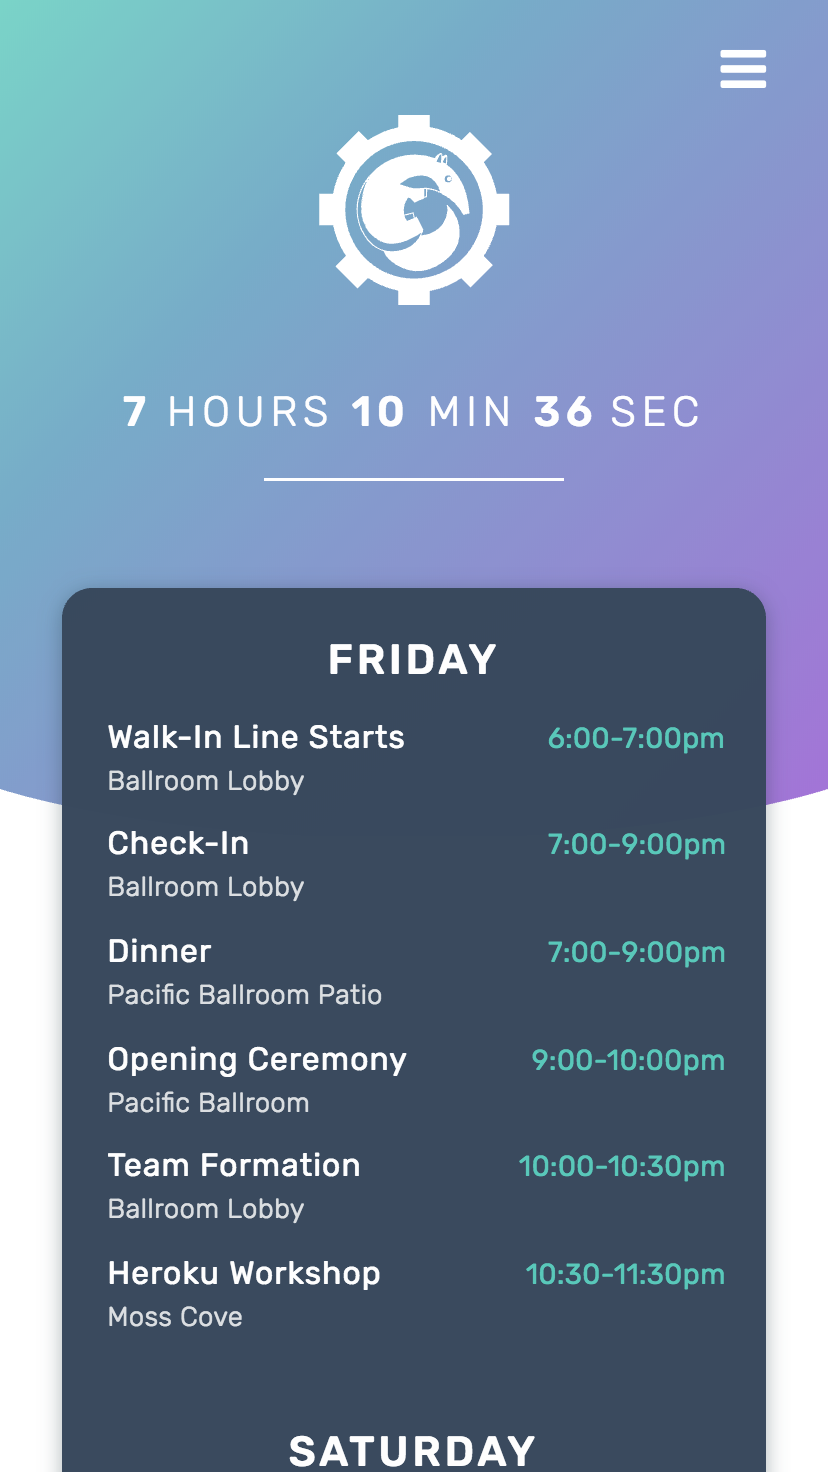 7 HOURS 10 MIN 36 SEC
FRIDAY
Walk-In Line Starts 6:00-7:00pm
Ballroom Lobby
Check-In 7:00-9:00pm
Ballroom Lobby
Dinner 7:00-9:00pm
Pacific Ballroom Patio
Opening Ceremony 9:00-10:00pm
Pacific Ballroom
Team Formation 10:00-10:30pm
Ballroom Lobby
Heroku Workshop 10:30-11:30pm
Moss Cove
SATURDAY